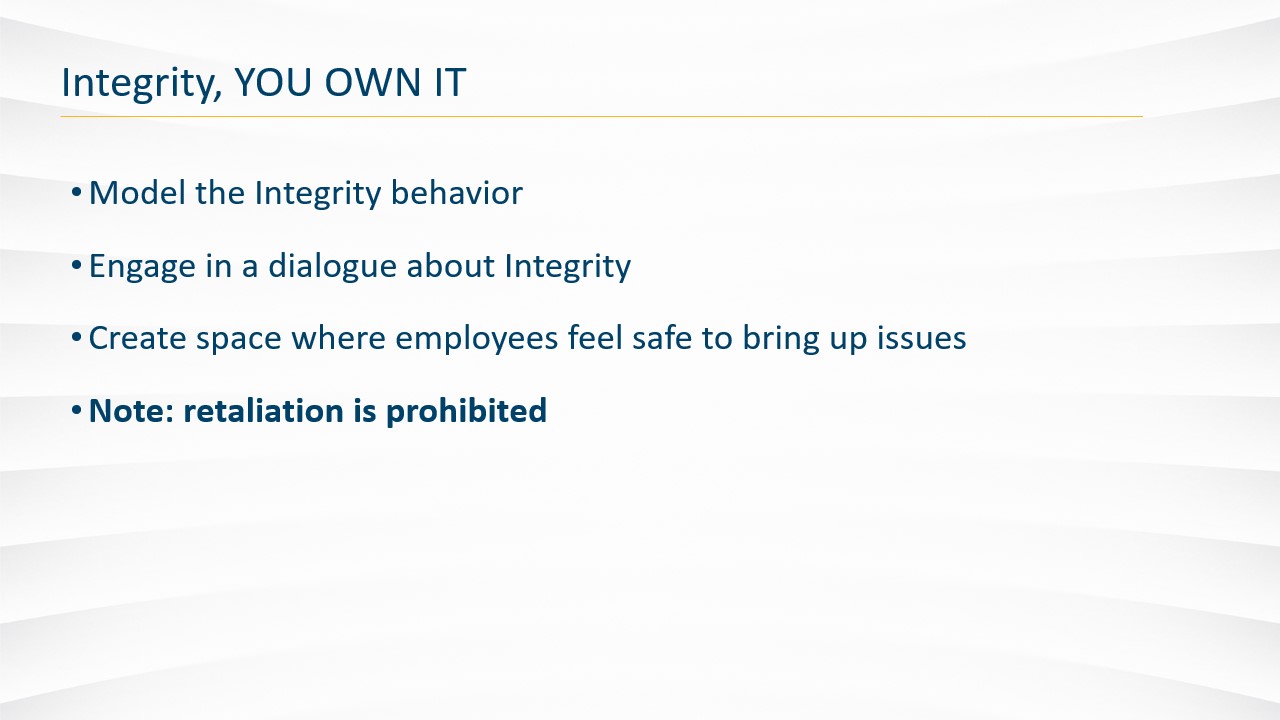 Integrity, YOU OWN IT
• Model the Integrity behavior
• Engage in a dialogue about Integrity
• Create space where employees feel safe to bring up issues
• Note: retaliation is prohibited